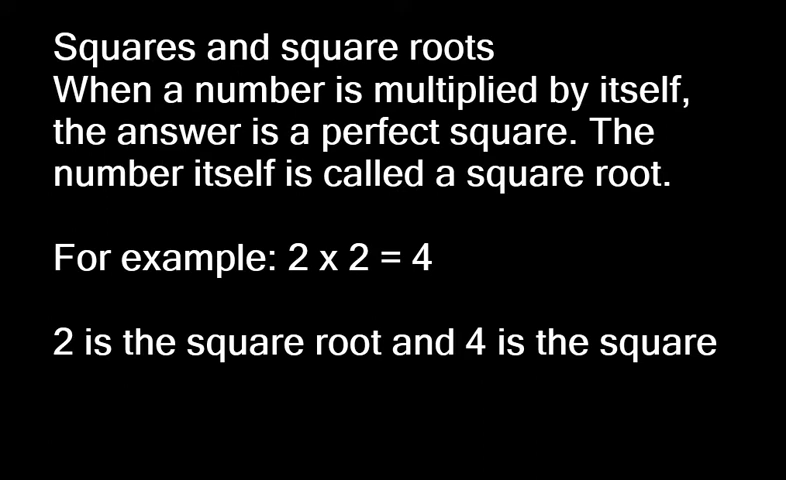 Squares and square roots
When a number is multiplied by itself,
the answer is a perfect square. The
number itself is called a square root.
For example: 2 x 2 = 4
2 is the square root and 4 is the square